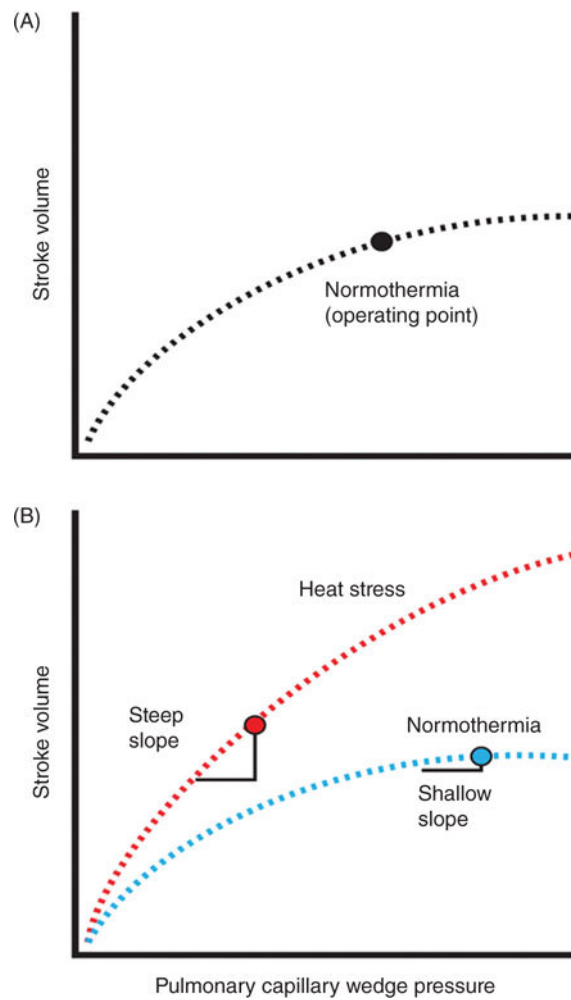 (A)
Stroke volume
Normothermia
(operating point)
(B)
Stroke volume
Heat stress
Steep
slope
Normothermia
Shallow
slope
Pulmonary capillary wedge pressure